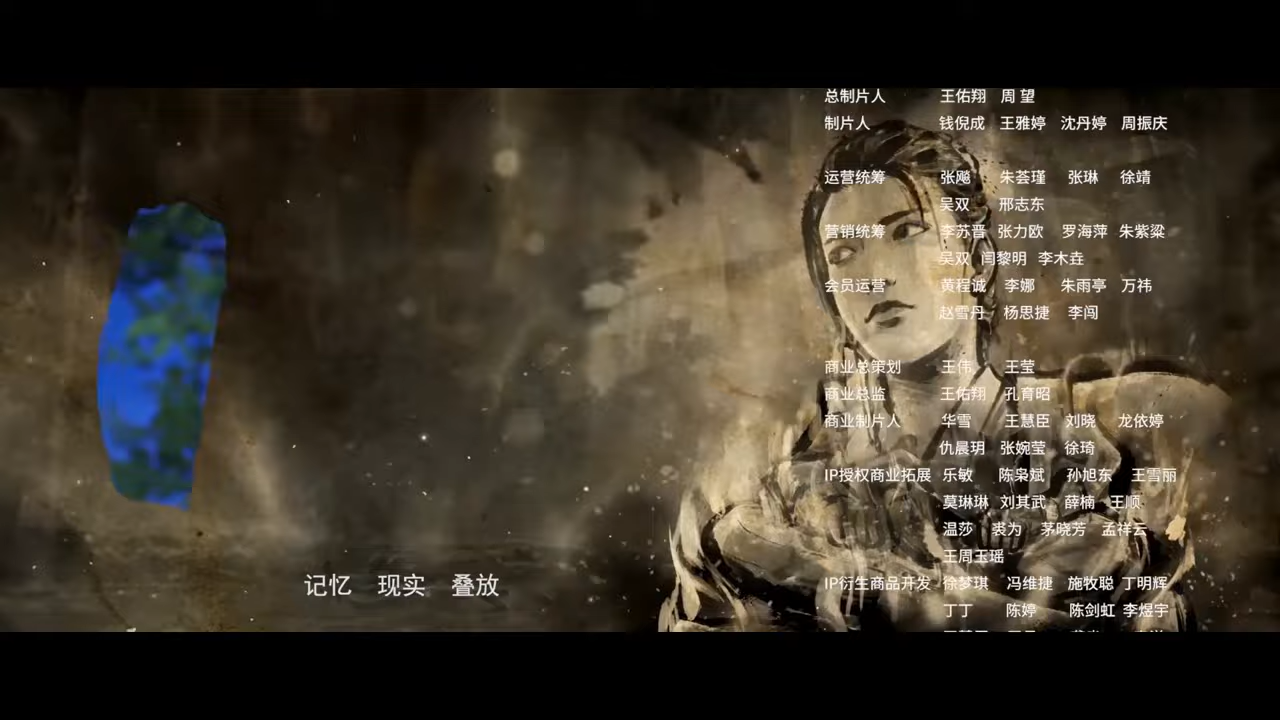 总制片人 王佑翔 周望
制片人 钱倪成 王雅婷 沈丹婷 周振庆
运营统筹 张飚 朱荟瑾 张琳 徐靖
吴双 邢志东
营销统筹 李苏晋 张力欧 罗海萍 朱紫粱
吴双 闫黎明 李木垚
会员运营 黄程诚 李娜 朱雨亭 万祎
赵雪丹 杨思捷 李闯
商业总策划 王伟 王莹
商业总监 王佑翔 孔育昭
商业制片人 华雪 王慧臣 刘晓 龙依婷
仇晨玥 张婉莹 徐琦
IP授权商业拓展 乐敏 陈枭斌 孙旭东 王雪丽
莫琳琳 刘其武 薛楠 王顺
温莎 裘为 茅晓芳 孟祥云
王周玉瑶
IP衍生商品开发 徐梦琪 冯维捷 施牧聪 丁明辉
丁丁 陈婷 陈剑虹 李煜宇
记忆 现实 叠放